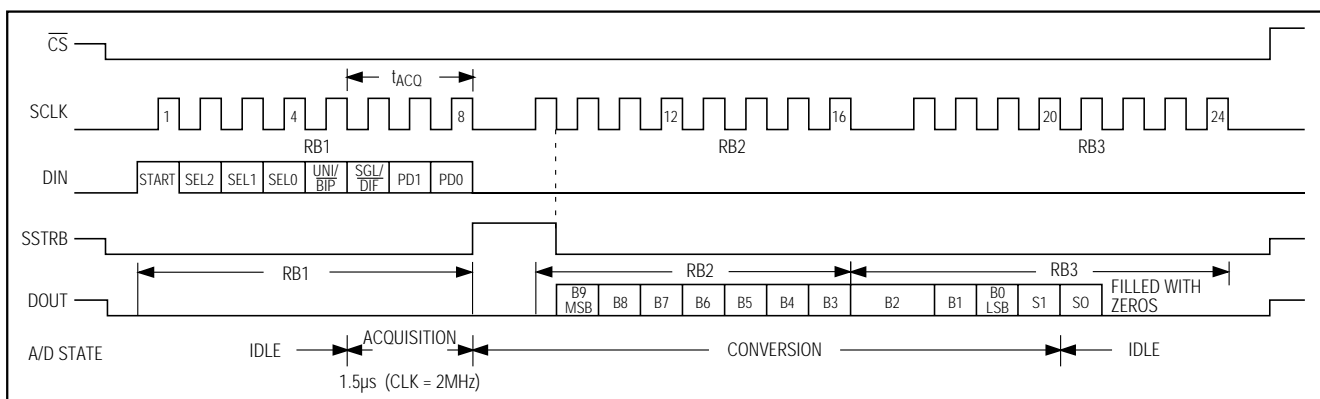 CS
tACQ
SCLK 1 4 8 12 16 20 24
RB1 RB2 RB3
DIN START SEL2 SEL1 SEL0 UNI/BIP SGL/DIF PD1 PD0
SSTRB
RB1 RB2 RB3
DOUT B9 MSB B8 B7 B6 B5 B4 B3 B2 B1 B0 LSB S1 S0 FILLED WITH ZEROS
A/D STATE IDLE ACQUISITION CONVERSION IDLE
1.5µs (CLK = 2MHz)